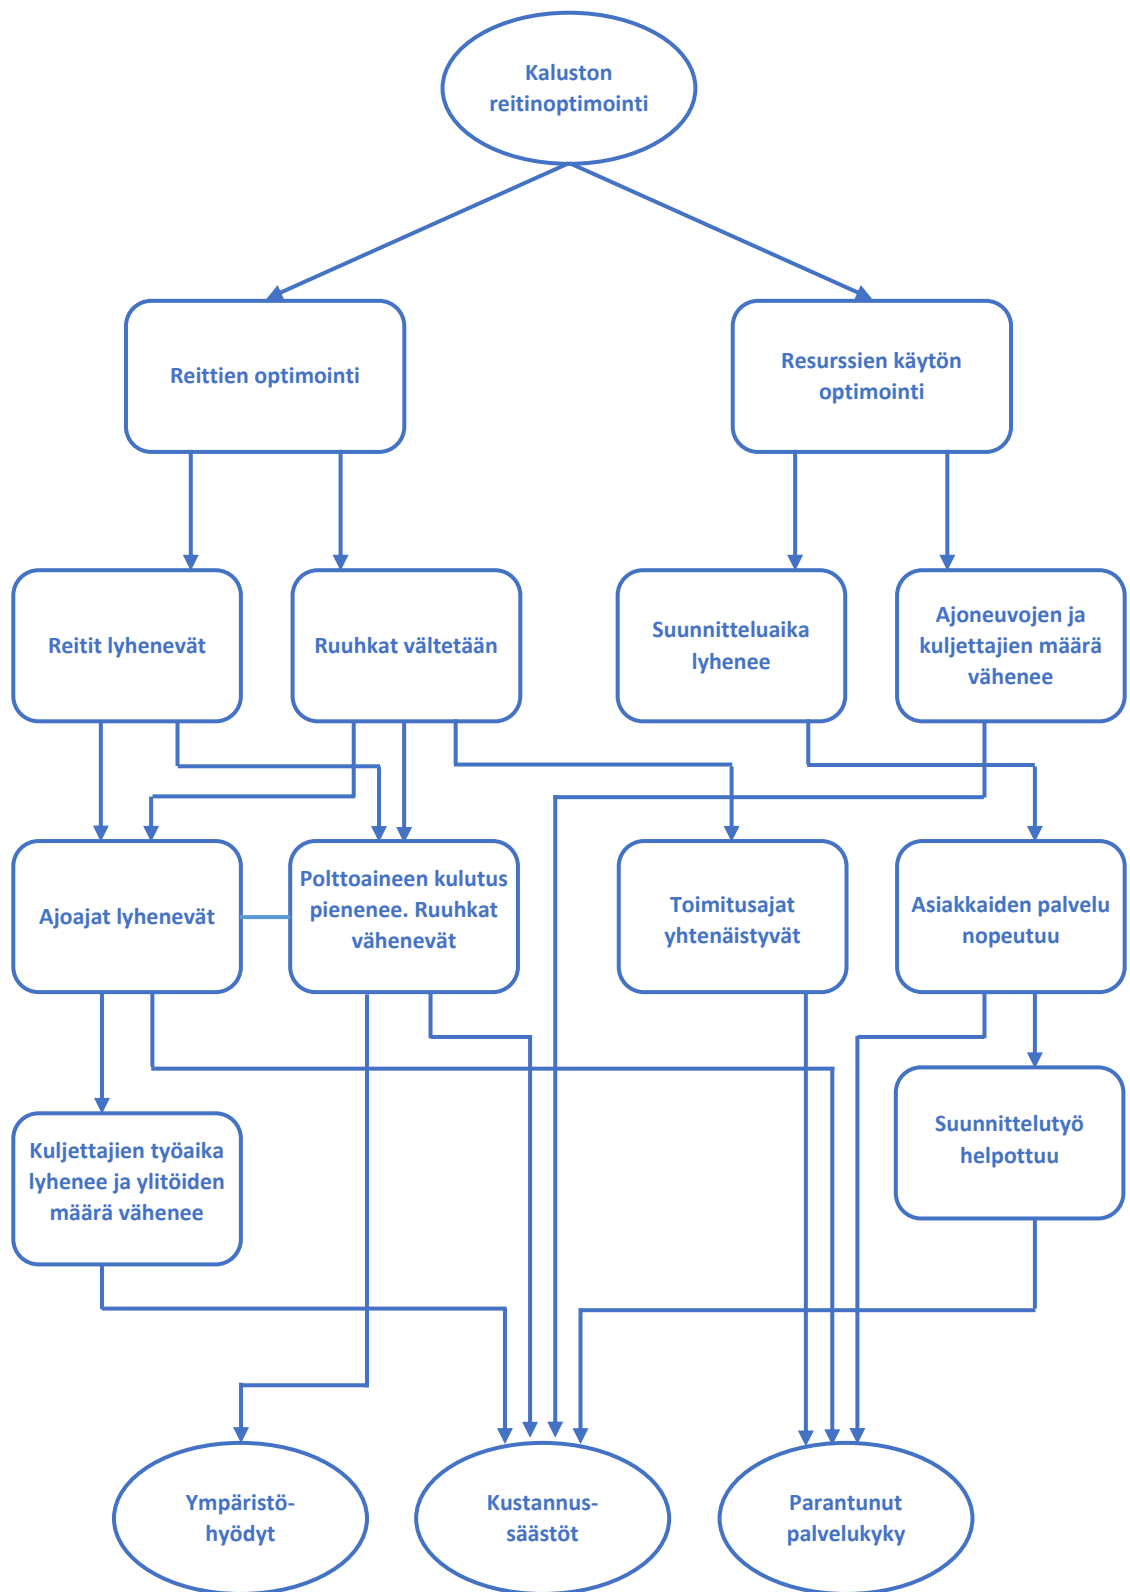 Kaluston
reitinoptimointi
Reittien optimointi
Resurssien käytön
optimointi
Reitit lyhenevät
Ruuhkat vältetään
Suunnitteluaika
lyhenee
Ajoneuvojen ja
kuljettajien määrä
vähenee
Ajoajat lyhenevät
Polttoaineen kulutus
pienenee. Ruuhkat
vähenevät
Toimitusajat
yhtenäistyvät
Asiakkaiden palvelu
nopeutuu
Kuljettajien työaika
lyhenee ja ylitöiden
määrä vähenee
Suunnittelutyö
helpottuu
Ympäristö-
hyödyt
Kustannus-
säästöt
Parantunut
palvelukyky